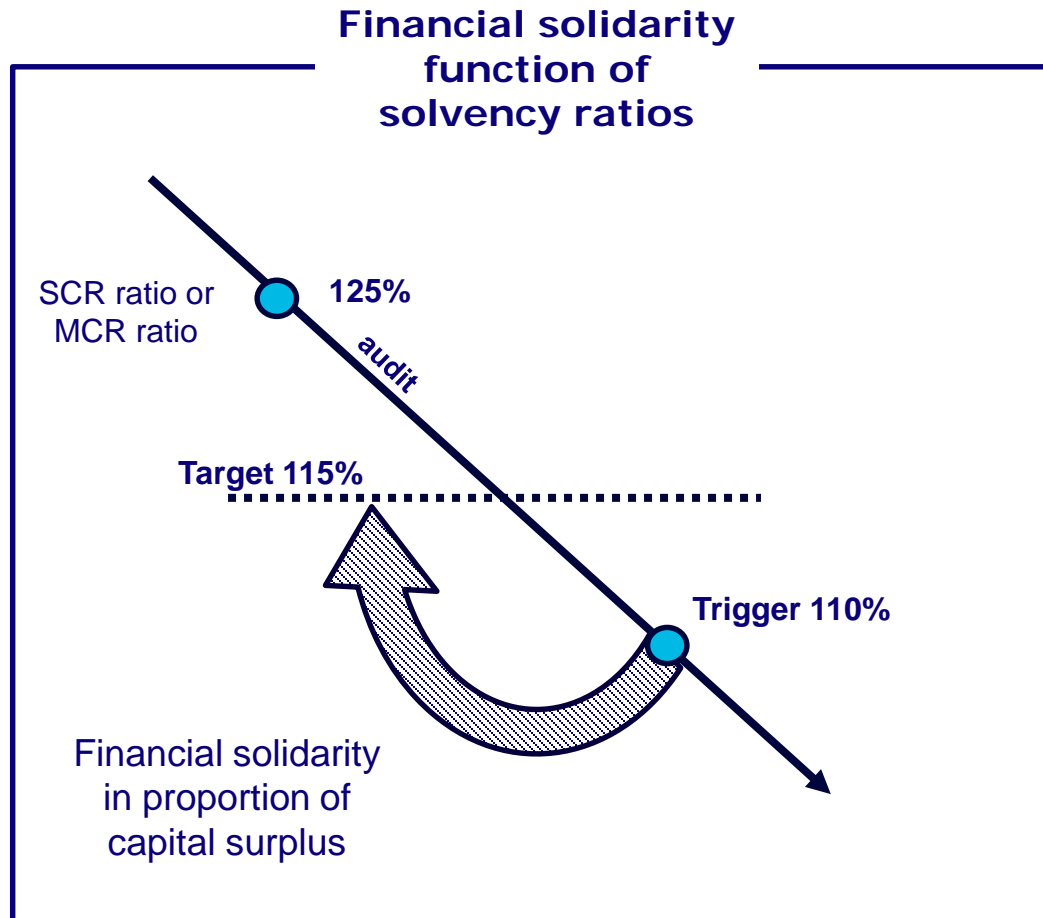 Financial solidarity
function of
solvency ratios
SCR ratio or
MCR ratio
125%
audit
Target 115%
Trigger 110%
Financial solidarity
in proportion of
capital surplus